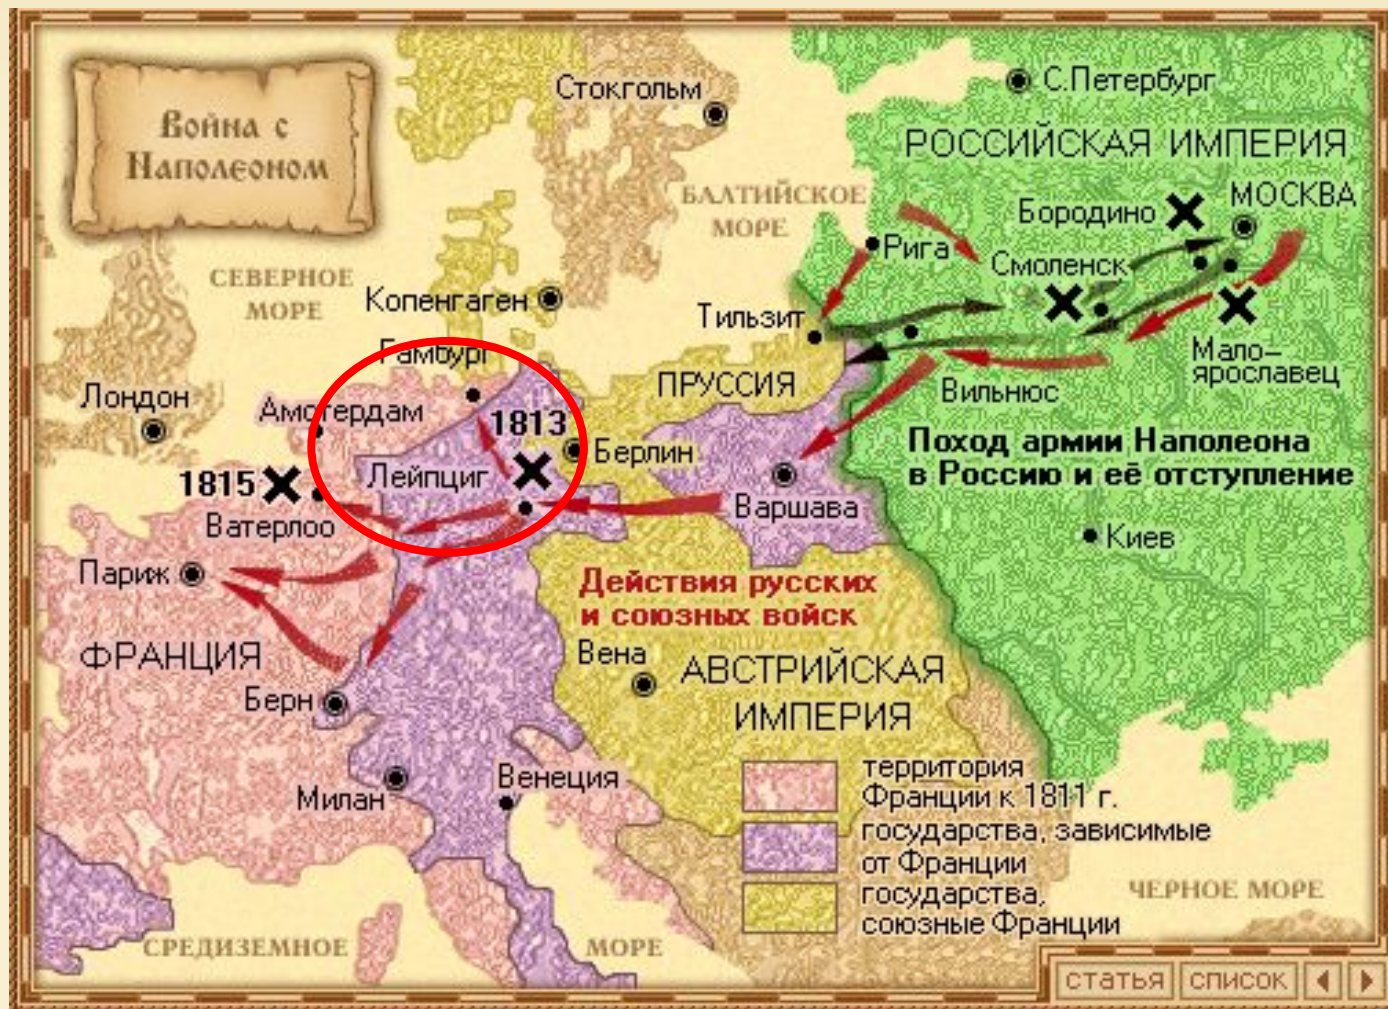 Война с
Наполеоном
Стокгольм
С.Петербург
РОССИЙСКАЯ ИМПЕРИЯ
БАЛТИЙСКОЕ
МОРЕ
Бородино
МОСКВА
Рига
Смоленск
СЕВЕРНОЕ
МОРЕ
Копенгаген
Тильзит
Гамбург
Мало–
ярославец
ПРУССИЯ
Вильнюс
Лондон
Амстердам
1813
Берлин
Поход армии Наполеона
в Россию и её отступление
Лейпциг
1815
Ватерлоо
Варшава
Киев
Париж
Действия русских
и союзных войск
ФРАНЦИЯ
Вена
АВСТРИЙСКАЯ
ИМПЕРИЯ
Берн
Милан
Венеция
территория
Франции к 1811 г.
государства, зависимые
от Франции
государства,
союзные Франции
ЧЕРНОЕ МОРЕ
СРЕДИЗЕМНОЕ
МОРЕ
статья
список